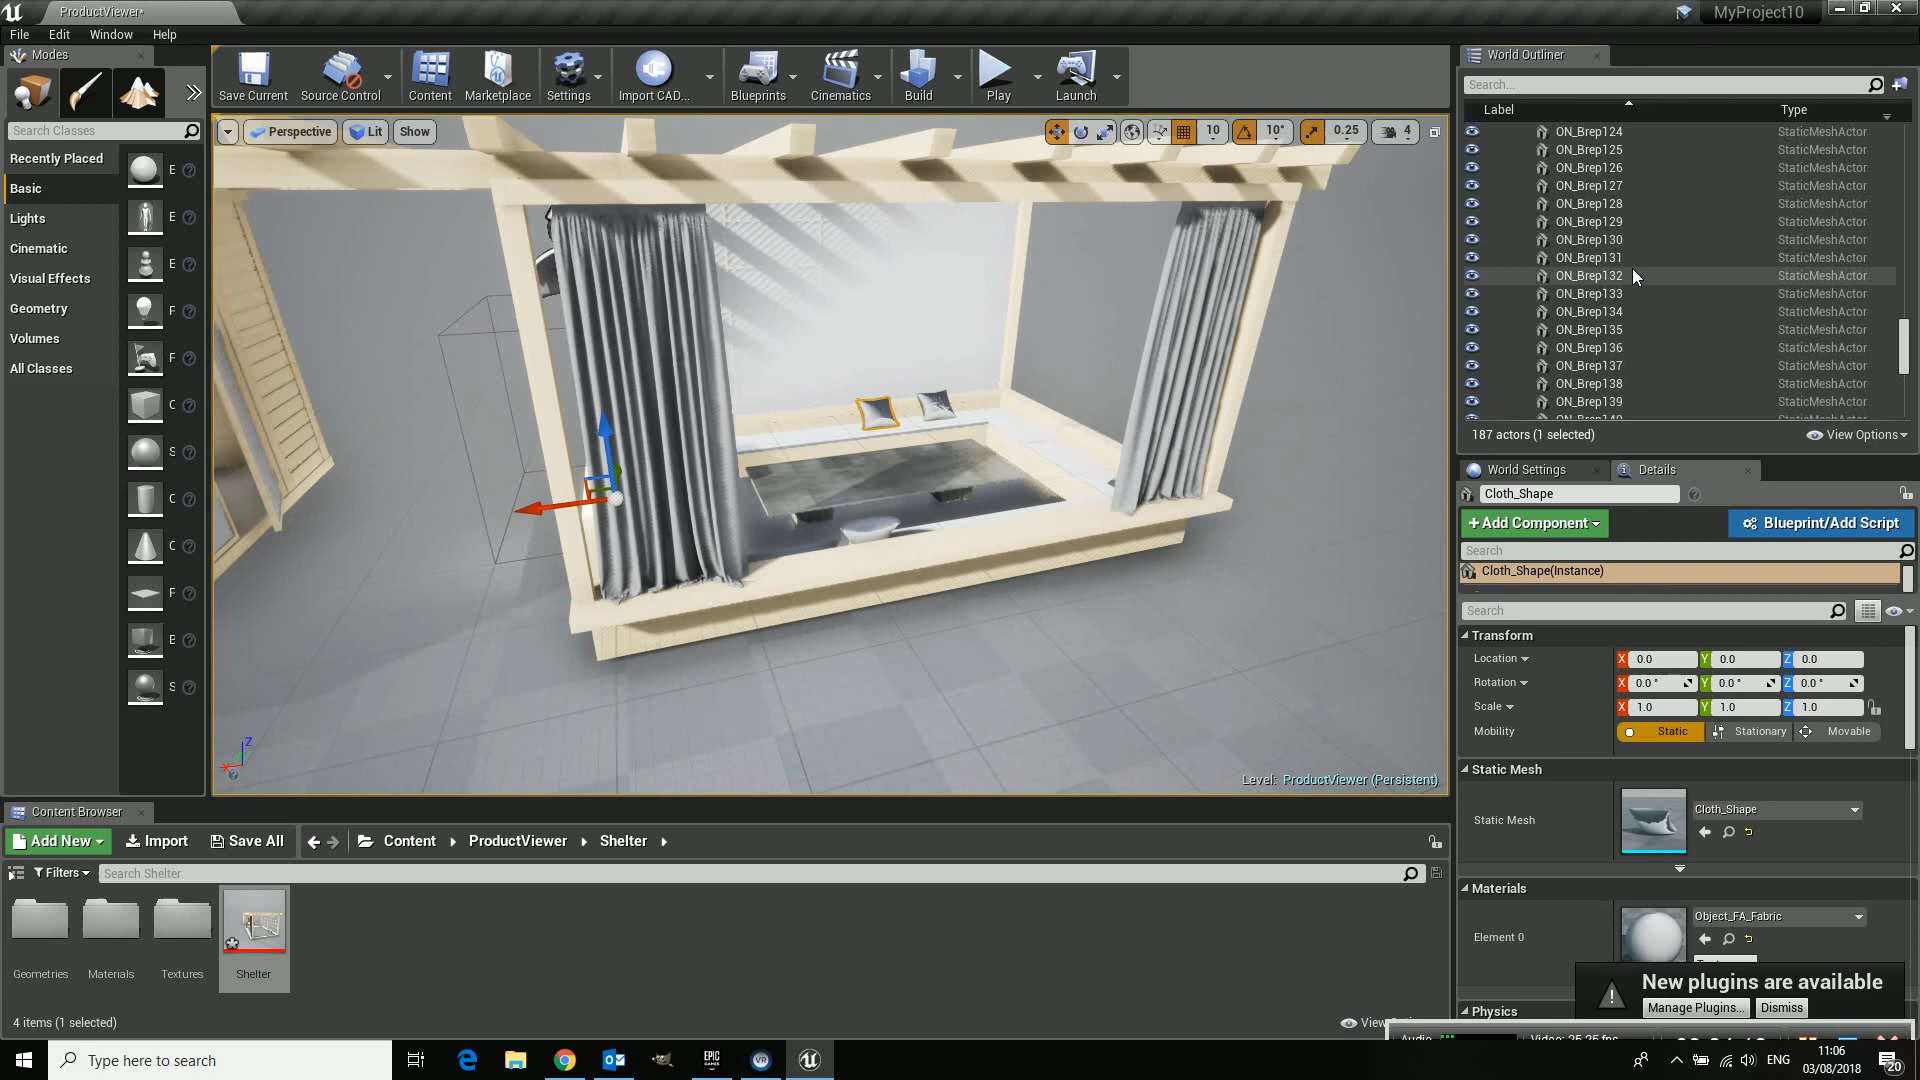 ProductViewer*
MyProject10
File
Edit
Window
Help
Modes
Search Classes
Recently Placed
Basic
Lights
Cinematic
Visual Effects
Geometry
Volumes
All Classes
E
E
E
F
F
C
S
C
C
F
E
S
Save Current
Source Control
Content
Marketplace
Settings
Import CAD...
Blueprints
Cinematics
Build
Play
Launch
Perspective
Lit
Show
10
10°
0.25
4
Z
X
Level: ProductViewer (Persistent)
World Outliner
Search...
Label
Type
ON_Brep124 StaticMeshActor
ON_Brep125 StaticMeshActor
ON_Brep126 StaticMeshActor
ON_Brep127 StaticMeshActor
ON_Brep128 StaticMeshActor
ON_Brep129 StaticMeshActor
ON_Brep130 StaticMeshActor
ON_Brep131 StaticMeshActor
ON_Brep132 StaticMeshActor
ON_Brep133 StaticMeshActor
ON_Brep134 StaticMeshActor
ON_Brep135 StaticMeshActor
ON_Brep136 StaticMeshActor
ON_Brep137 StaticMeshActor
ON_Brep138 StaticMeshActor
ON_Brep139 StaticMeshActor
187 actors (1 selected)
View Options
World Settings
Details
Cloth_Shape
+Add Component
Blueprint/Add Script
Search
Cloth_Shape(Instance)
Search
Transform
Location X 0.0 Y 0.0 Z 0.0
Rotation X 0.0 ° Y 0.0 ° Z 0.0 °
Scale X 1.0 Y 1.0 Z 1.0
Mobility Static Stationary Movable
Static Mesh
Static Mesh
Cloth_Shape
Materials
Element 0
Object_FA_Fabric
Physics
New plugins are available
Manage Plugins...
Dismiss
Content Browser
Add New
Import
Save All
Content
ProductViewer
Shelter
Filters
Search Shelter
Geometries
Materials
Textures
Shelter
4 items (1 selected)
Type here to search
EPIC
GAMES
VR
ENG
11:06
03/08/2018
20